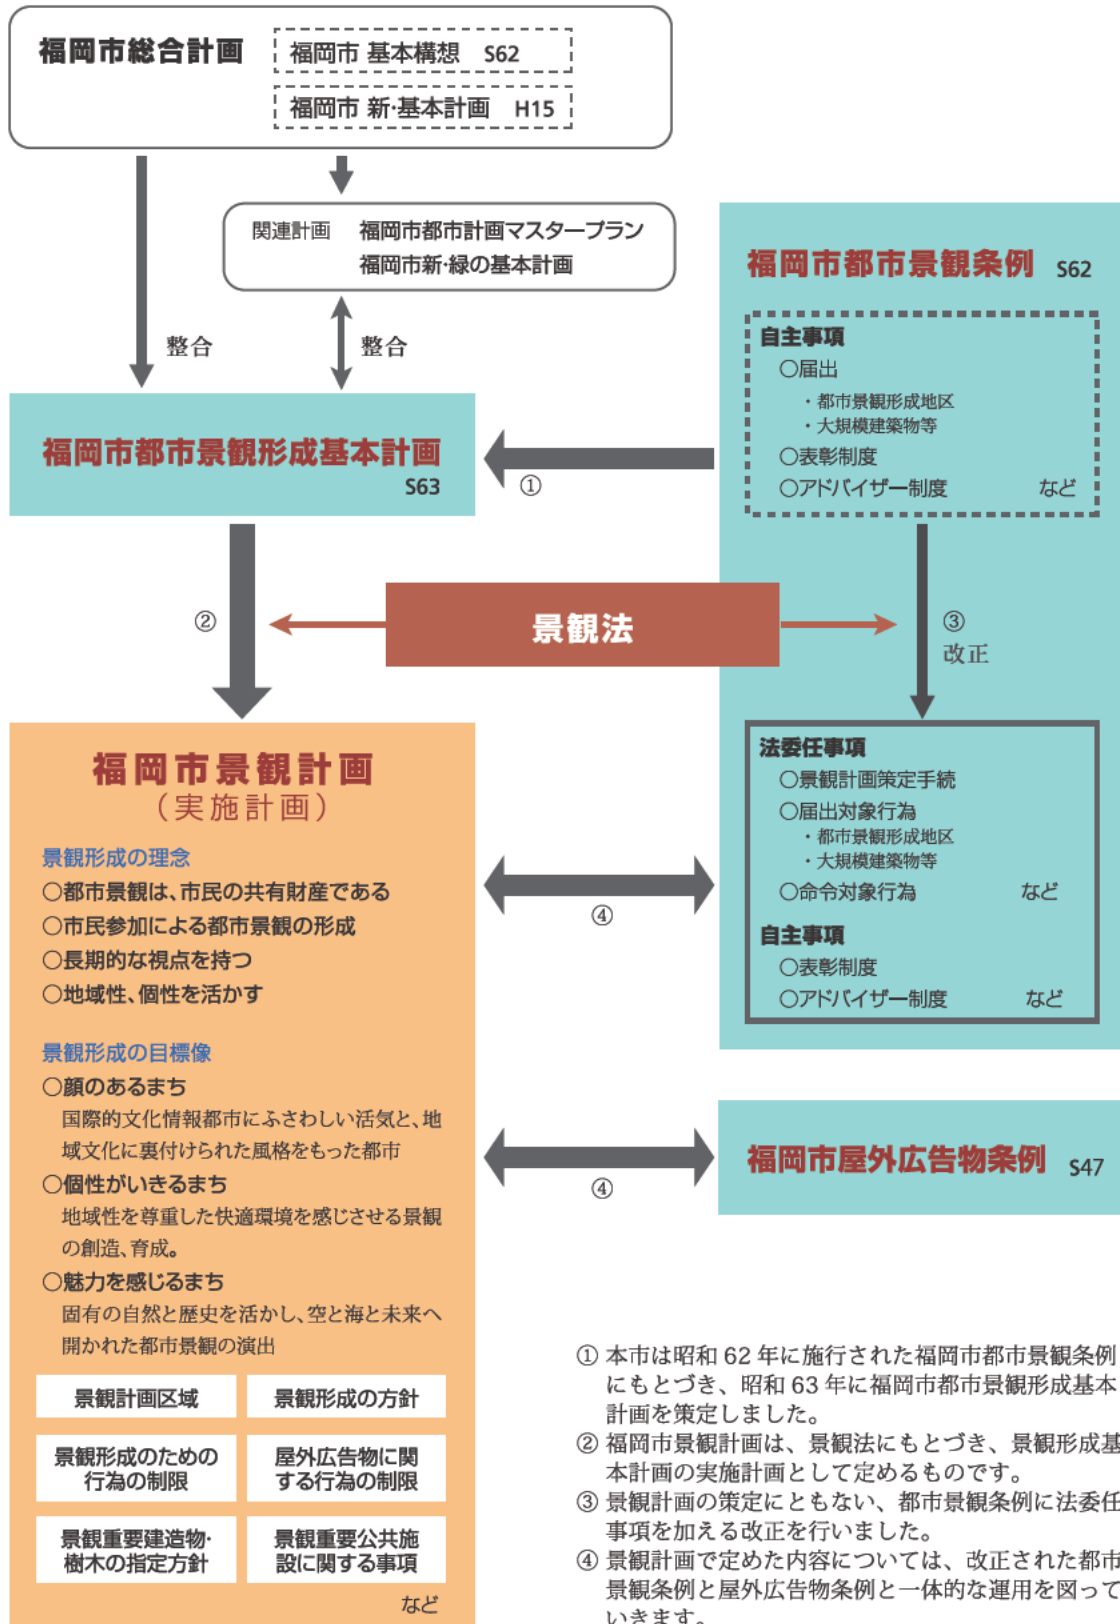 福岡市総合計画
福岡市 基本構想 S62
福岡市 新・基本計画 H15
関連計画 福岡市都市計画マスタープラン
福岡市新・緑の基本計画
整合
整合
福岡市都市景観形成基本計画
S63
①
福岡市都市景観条例 S62
自主事項
○届出
・都市景観形成地区
・大規模建築物等
○表彰制度
○アドバイザー制度 など
②
景観法
③
改正
福岡市景観計画
（実施計画）
景観形成の理念
○都市景観は、市民の共有財産である
○市民参加による都市景観の形成
○長期的な視点を持つ
○地域性、個性を活かす
景観形成の目標像
○顔のあるまち
国際的文化情報都市にふさわしい活気と、地
域文化に裏付けられた風格をもった都市
○個性がいきるまち
地域性を尊重した快適環境を感じさせる景観
の創造、育成。
○魅力を感じるまち
固有の自然と歴史を活かし、空と海と未来へ
開かれた都市景観の演出
景観計画区域
景観形成の方針
景観形成のための
行為の制限
屋外広告物に関
する行為の制限
景観重要建造物・
樹木の指定方針
景観重要公共施
設に関する事項
など
④
法委任事項
○景観計画策定手続
○届出対象行為
・都市景観形成地区
・大規模建築物等
○命令対象行為 など
自主事項
○表彰制度
○アドバイザー制度 など
④
福岡市屋外広告物条例 S47
① 本市は昭和 62 年に施行された福岡市都市景観条例
にもとづき、昭和 63 年に福岡市都市景観形成基本
計画を策定しました。
② 福岡市景観計画は、景観法にもとづき、景観形成基
本計画の実施計画として定めるものです。
③ 景観計画の策定にともない、都市景観条例に法委任
事項を加える改正を行いました。
④ 景観計画で定めた内容については、改正された都市
景観条例と屋外広告物条例と一体的な運用を図って
いきます。